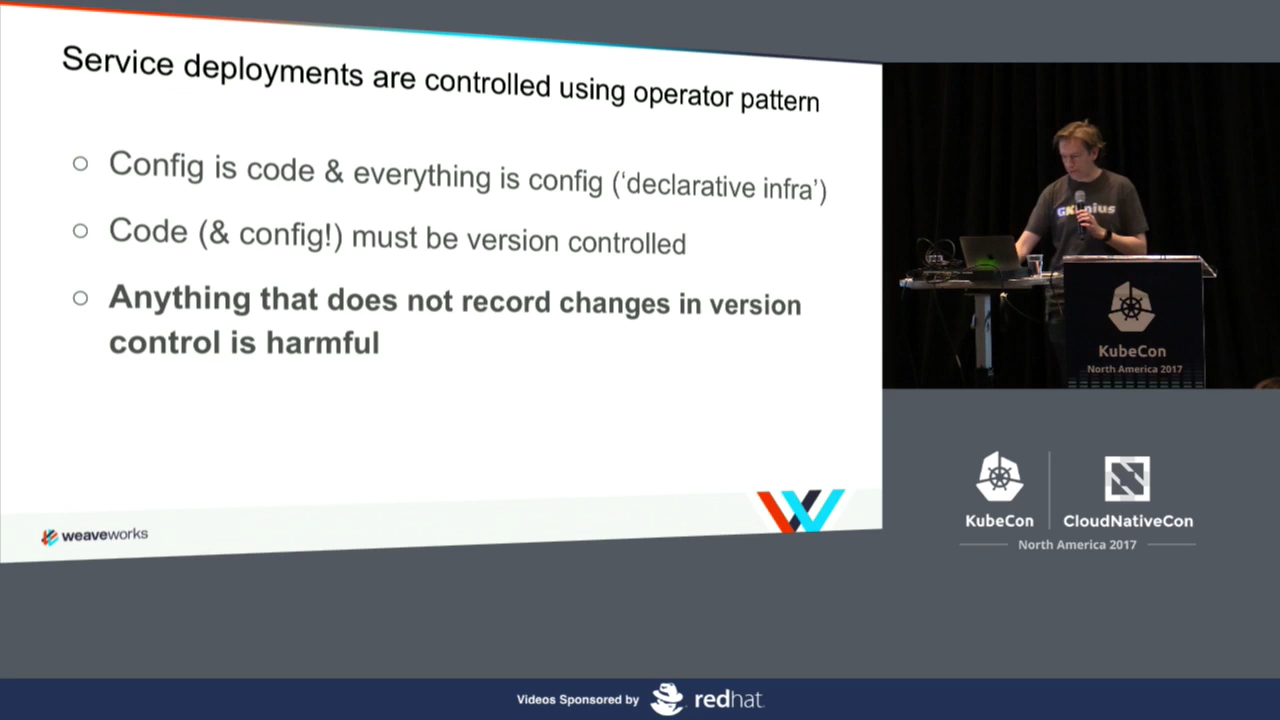 Service deployments are controlled using operator pattern
○ Config is code & everything is config (‘declarative infra’)
○ Code (& config!) must be version controlled
○ Anything that does not record changes in version
control is harmful
weaveworks
KubeCon
North America 2017
KubeCon
CloudNativeCon
North America 2017
Videos Sponsored by
redhat.